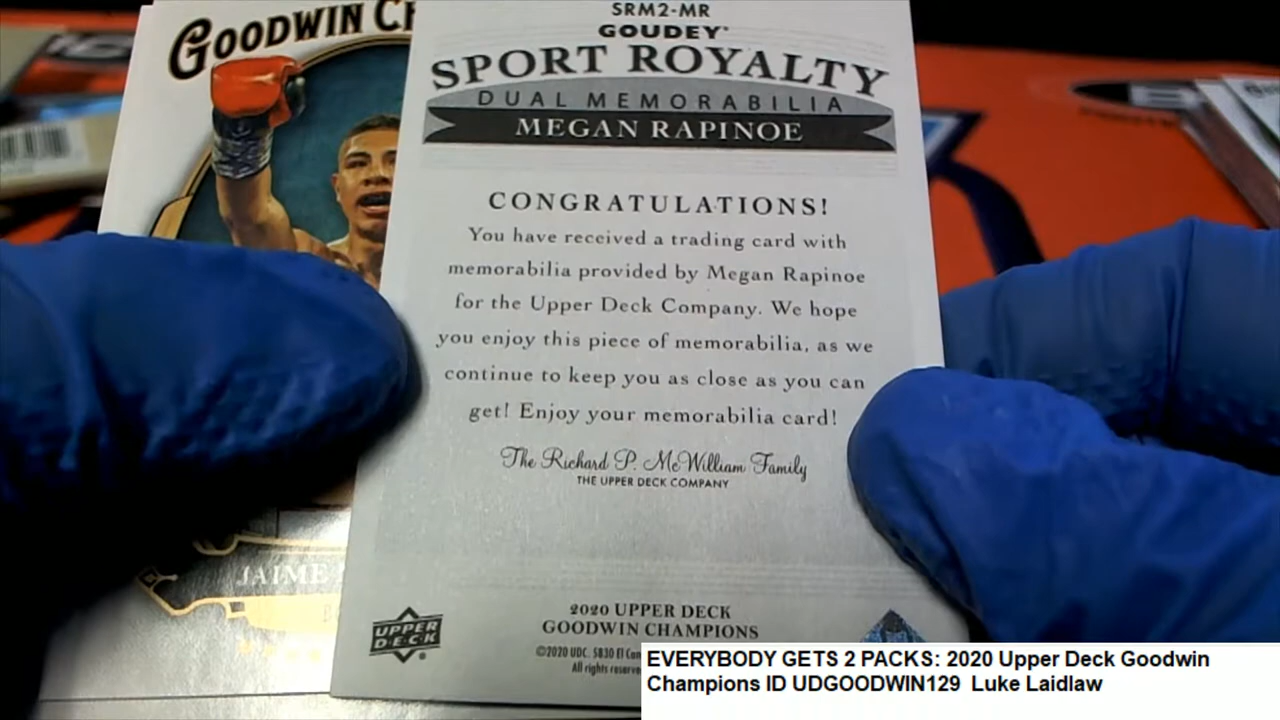 GOODWIN CH
SRM2-MR
GOUDEY
SPORT ROYALTY
DUAL MEMORABILIA
MEGAN RAPINOE
CONGRATULATIONS!
You have received a trading card with
memorabilia provided by Megan Rapinoe
for the Upper Deck Company. We hope
you enjoy this piece of memorabilia, as we
continue to keep you as close as you can
get! Enjoy your memorabilia card!
The Richard P. McWilliam Family
THE UPPER DECK COMPANY
JAIME
2020 UPPER DECK
GOODWIN CHAMPIONS
UPPER
DECK
©2020 UDC. 5830 El
All rights
EVERYBODY GETS 2 PACKS: 2020 Upper Deck Goodwin
Champions ID UDGOODWIN129 Luke Laidlaw